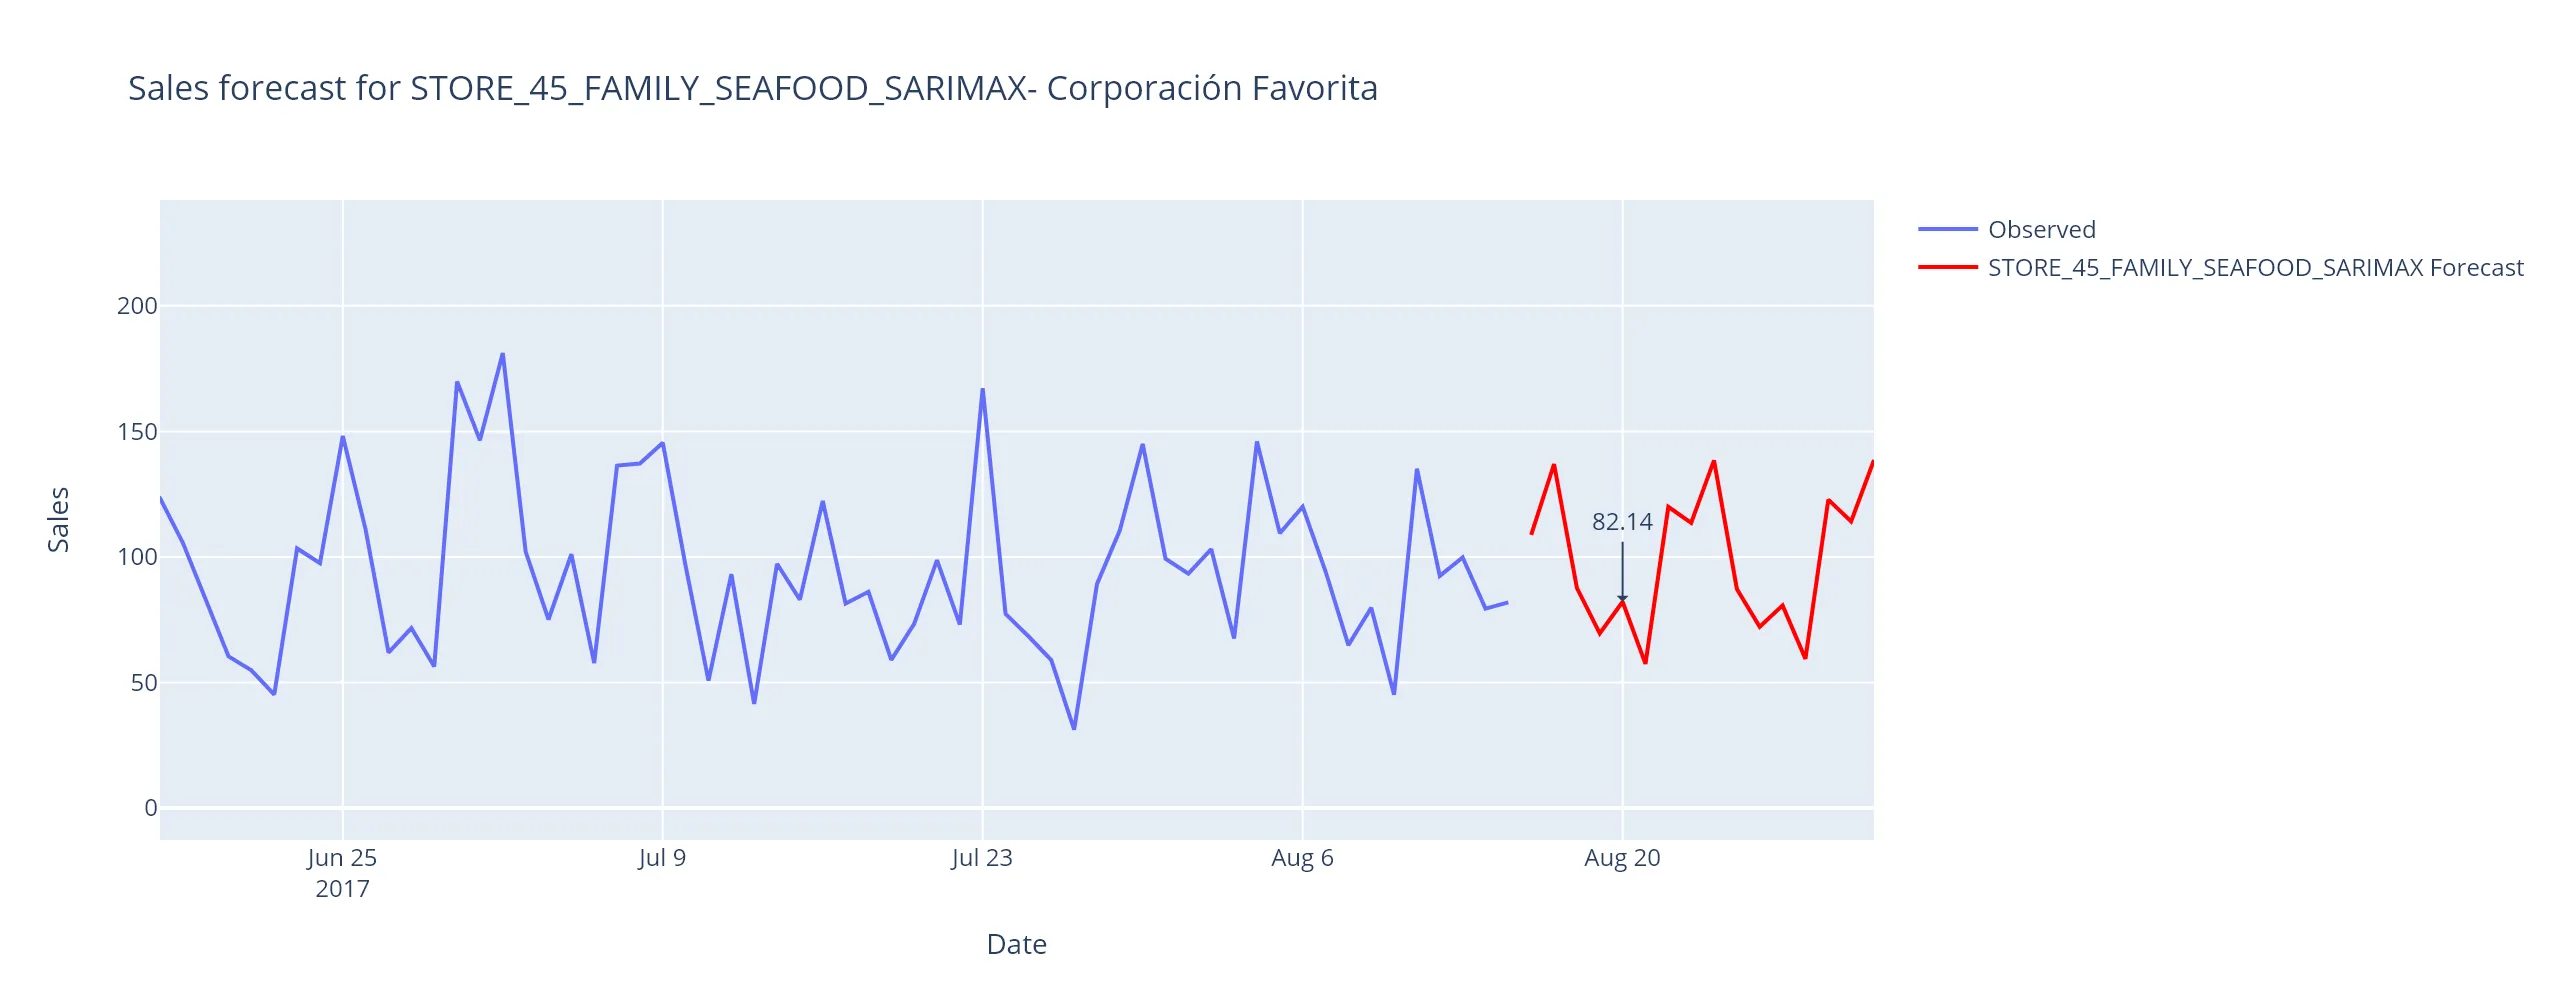 Sales forecast for STORE_45_FAMILY_SEAFOOD_SARIMAX- Corporación Favorita
Observed
STORE_45_FAMILY_SEAFOOD_SARIMAX Forecast
200
150
100
50
0
Sales
82.14
Jun 25
2017
Jul 9
Jul 23
Aug 6
Aug 20
Date